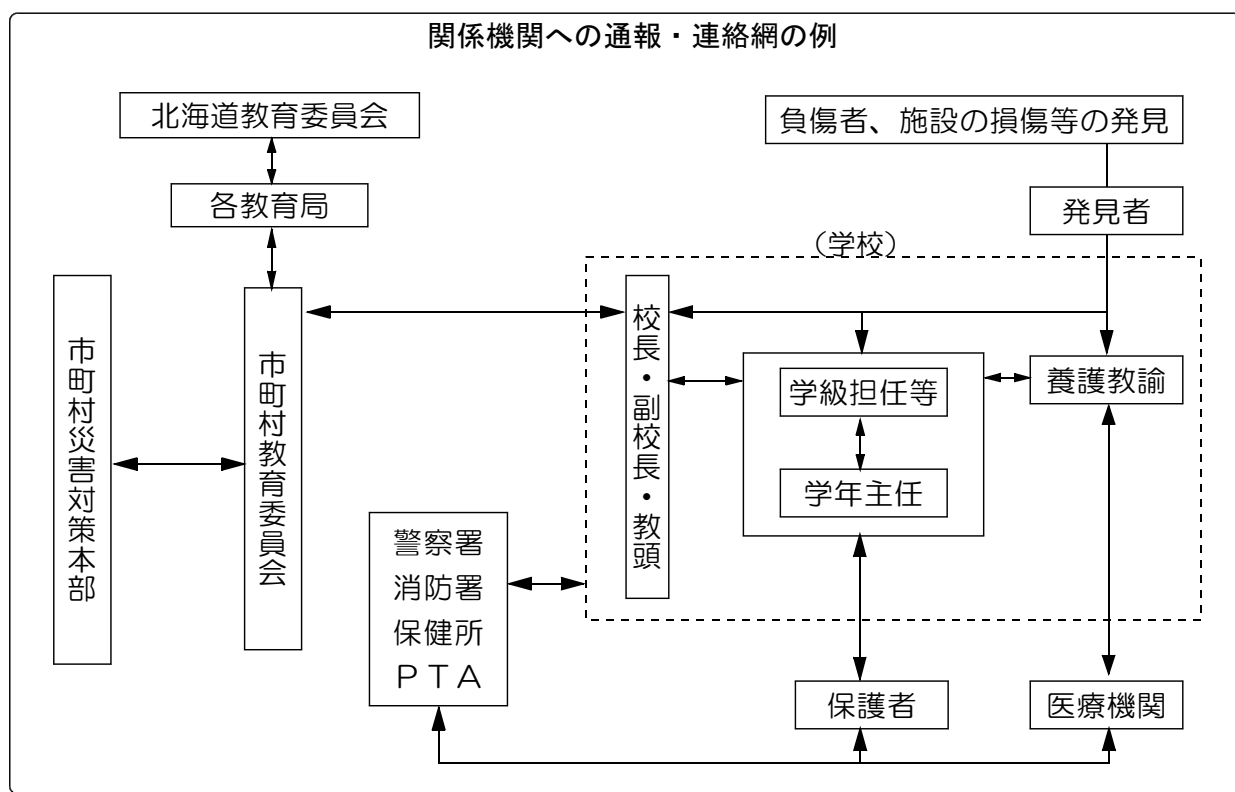 関係機関への通報・連絡網の例
北海道教育委員会
負傷者、施設の損傷等の発見
各教育局
発見者
（学校）
市町村災害対策本部
市町村教育委員会
校長・副校長・教頭
学級担任等
養護教諭
学年主任
警察署
消防署
保健所
ＰＴＡ
保護者
医療機関